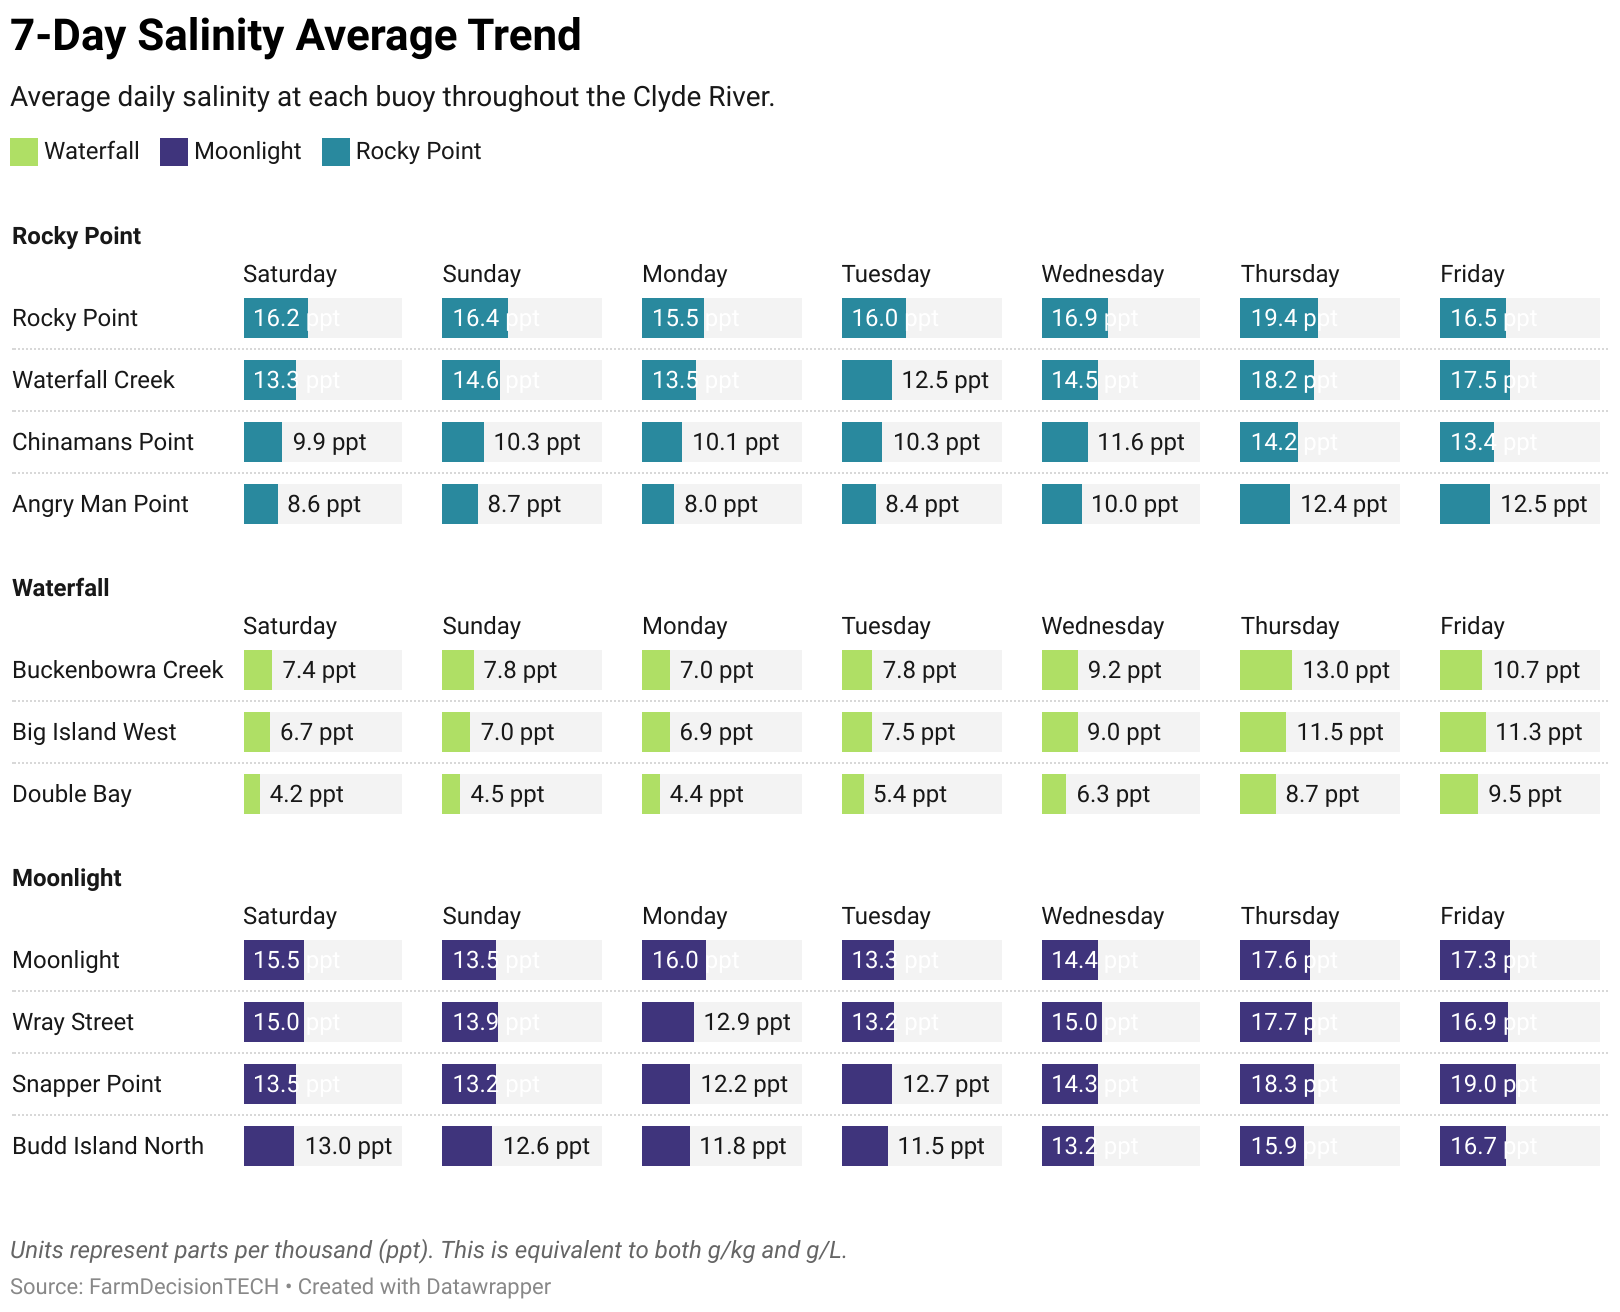 7-Day Salinity Average Trend
Average daily salinity at each buoy throughout the Clyde River.
Waterfall Moonlight Rocky Point
Rocky Point
Saturday Sunday Monday Tuesday Wednesday Thursday Friday
Rocky Point 16.2 ppt 16.4 ppt 15.5 ppt 16.0 ppt 16.9 ppt 19.4 ppt 16.5 ppt
Waterfall Creek 13.3 ppt 14.6 ppt 13.5 ppt 12.5 ppt 14.5 ppt 18.2 ppt 17.5 ppt
Chinamans Point 9.9 ppt 10.3 ppt 10.1 ppt 10.3 ppt 11.6 ppt 14.2 ppt 13.4 ppt
Angry Man Point 8.6 ppt 8.7 ppt 8.0 ppt 8.4 ppt 10.0 ppt 12.4 ppt 12.5 ppt
Waterfall
Saturday Sunday Monday Tuesday Wednesday Thursday Friday
Buckenbowra Creek 7.4 ppt 7.8 ppt 7.0 ppt 7.8 ppt 9.2 ppt 13.0 ppt 10.7 ppt
Big Island West 6.7 ppt 7.0 ppt 6.9 ppt 7.5 ppt 9.0 ppt 11.5 ppt 11.3 ppt
Double Bay 4.2 ppt 4.5 ppt 4.4 ppt 5.4 ppt 6.3 ppt 8.7 ppt 9.5 ppt
Moonlight
Saturday Sunday Monday Tuesday Wednesday Thursday Friday
Moonlight 15.5 ppt 13.5 ppt 16.0 ppt 13.3 ppt 14.4 ppt 17.6 ppt 17.3 ppt
Wray Street 15.0 ppt 13.9 ppt 12.9 ppt 13.2 ppt 15.0 ppt 17.7 ppt 16.9 ppt
Snapper Point 13.5 ppt 13.2 ppt 12.2 ppt 12.7 ppt 14.3 ppt 18.3 ppt 19.0 ppt
Budd Island North 13.0 ppt 12.6 ppt 11.8 ppt 11.5 ppt 13.2 ppt 15.9 ppt 16.7 ppt
Units represent parts per thousand (ppt). This is equivalent to both g/kg and g/L.
Source: FarmDecisionTECH • Created with Datawrapper